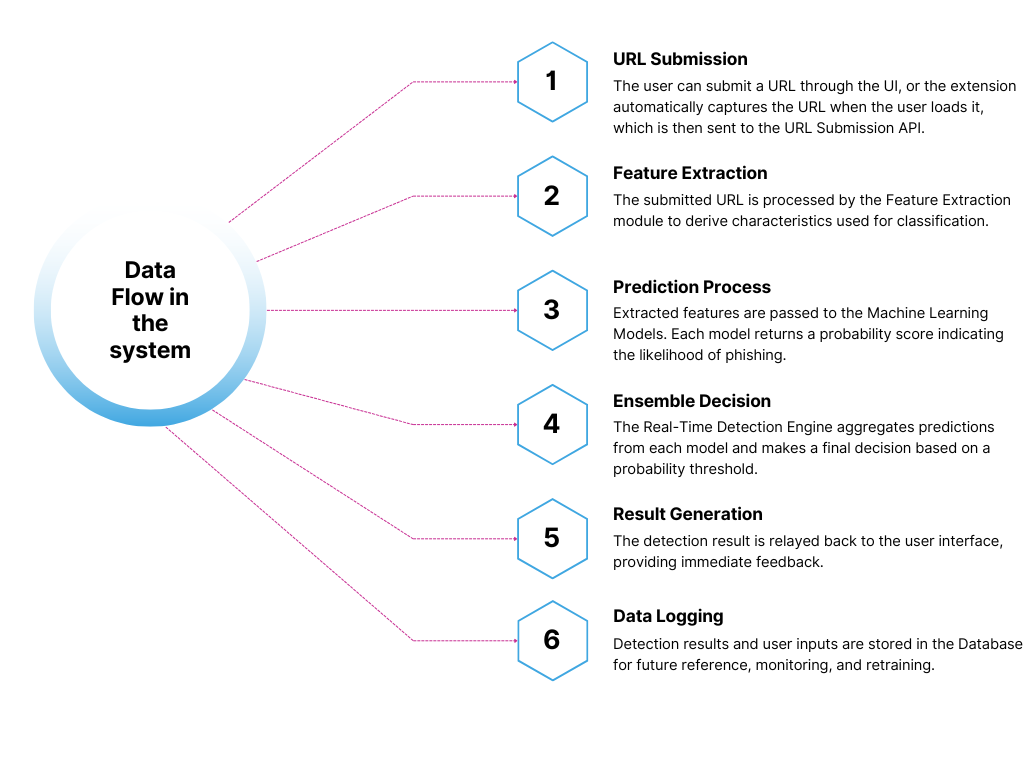 Data
Flow in
the
system
1
URL Submission
The user can submit a URL through the UI, or the extension
automatically captures the URL when the user loads it,
which is then sent to the URL Submission API.
2
Feature Extraction
The submitted URL is processed by the Feature Extraction
module to derive characteristics used for classification.
3
Prediction Process
Extracted features are passed to the Machine Learning
Models. Each model returns a probability score indicating
the likelihood of phishing.
4
Ensemble Decision
The Real-Time Detection Engine aggregates predictions
from each model and makes a final decision based on a
probability threshold.
5
Result Generation
The detection result is relayed back to the user interface,
providing immediate feedback.
6
Data Logging
Detection results and user inputs are stored in the Database
for future reference, monitoring, and retraining.